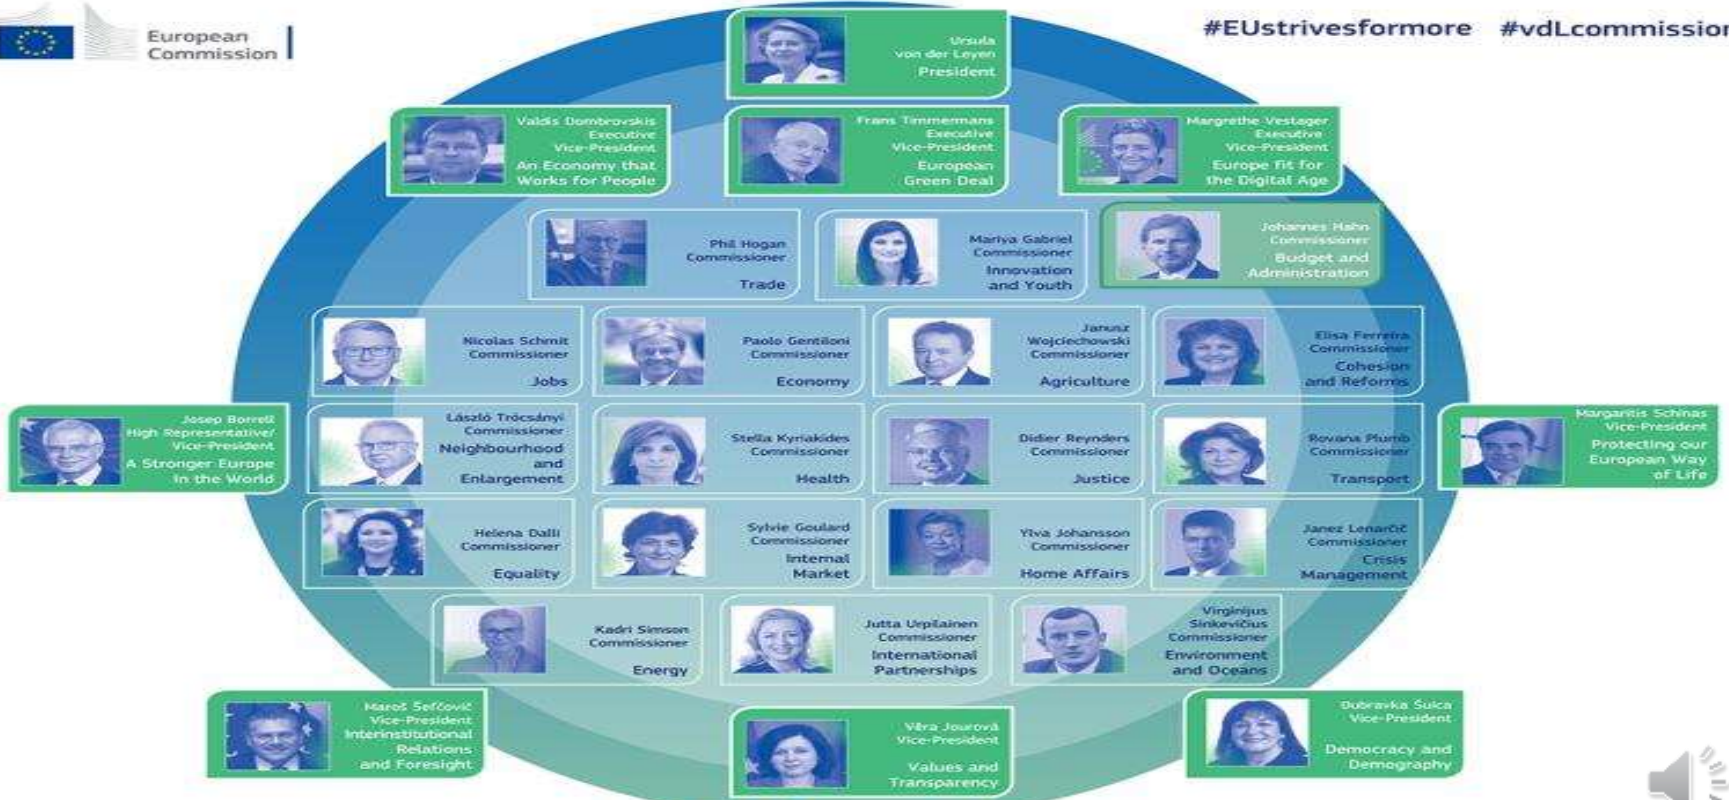 European
Commission
#EUstrivesformore #vdLcommission
Ursula
von der Leyen
President
Valdis Dombrovskis
Executive
Vice-President
An Economy that
Works for People
Frans Timmermans
Executive
Vice-President
European
Green Deal
Margrethe Vestager
Executive
Vice-President
Europe fit for
the Digital Age
Phil Hogan
Commissioner
Trade
Mariya Gabriel
Commissioner
Innovation
and Youth
Johannes Hahn
Commissioner
Budget and
Administration
Nicolas Schmit
Commissioner
Jobs
Paolo Gentiloni
Commissioner
Economy
Janusz
Wojciechowski
Commissioner
Agriculture
Elisa Ferreira
Commissioner
Cohesion
and Reforms
Josep Borrell
High Representative/
Vice-President
A Stronger Europe
in the World
László Trócsányi
Commissioner
Neighbourhood
and
Enlargement
Stella Kyriakides
Commissioner
Health
Didier Reynders
Commissioner
Justice
Rovana Plumb
Commissioner
Transport
Margaritis Schinas
Vice-President
Protecting our
European Way
of Life
Helena Dalli
Commissioner
Equality
Sylvie Goulard
Commissioner
Internal
Market
Ylva Johansson
Commissioner
Home Affairs
Janez Lenarčič
Commissioner
Crisis
Management
Kadri Simson
Commissioner
Energy
Jutta Urpilainen
Commissioner
International
Partnerships
Virginijus
Sinkevičius
Commissioner
Environment
and Oceans
Maroš Šefčovič
Vice-President
Interinstitutional
Relations
and Foresight
Věra Jourová
Vice-President
Values and
Transparency
Dubravka Šuica
Vice-President
Democracy and
Demography